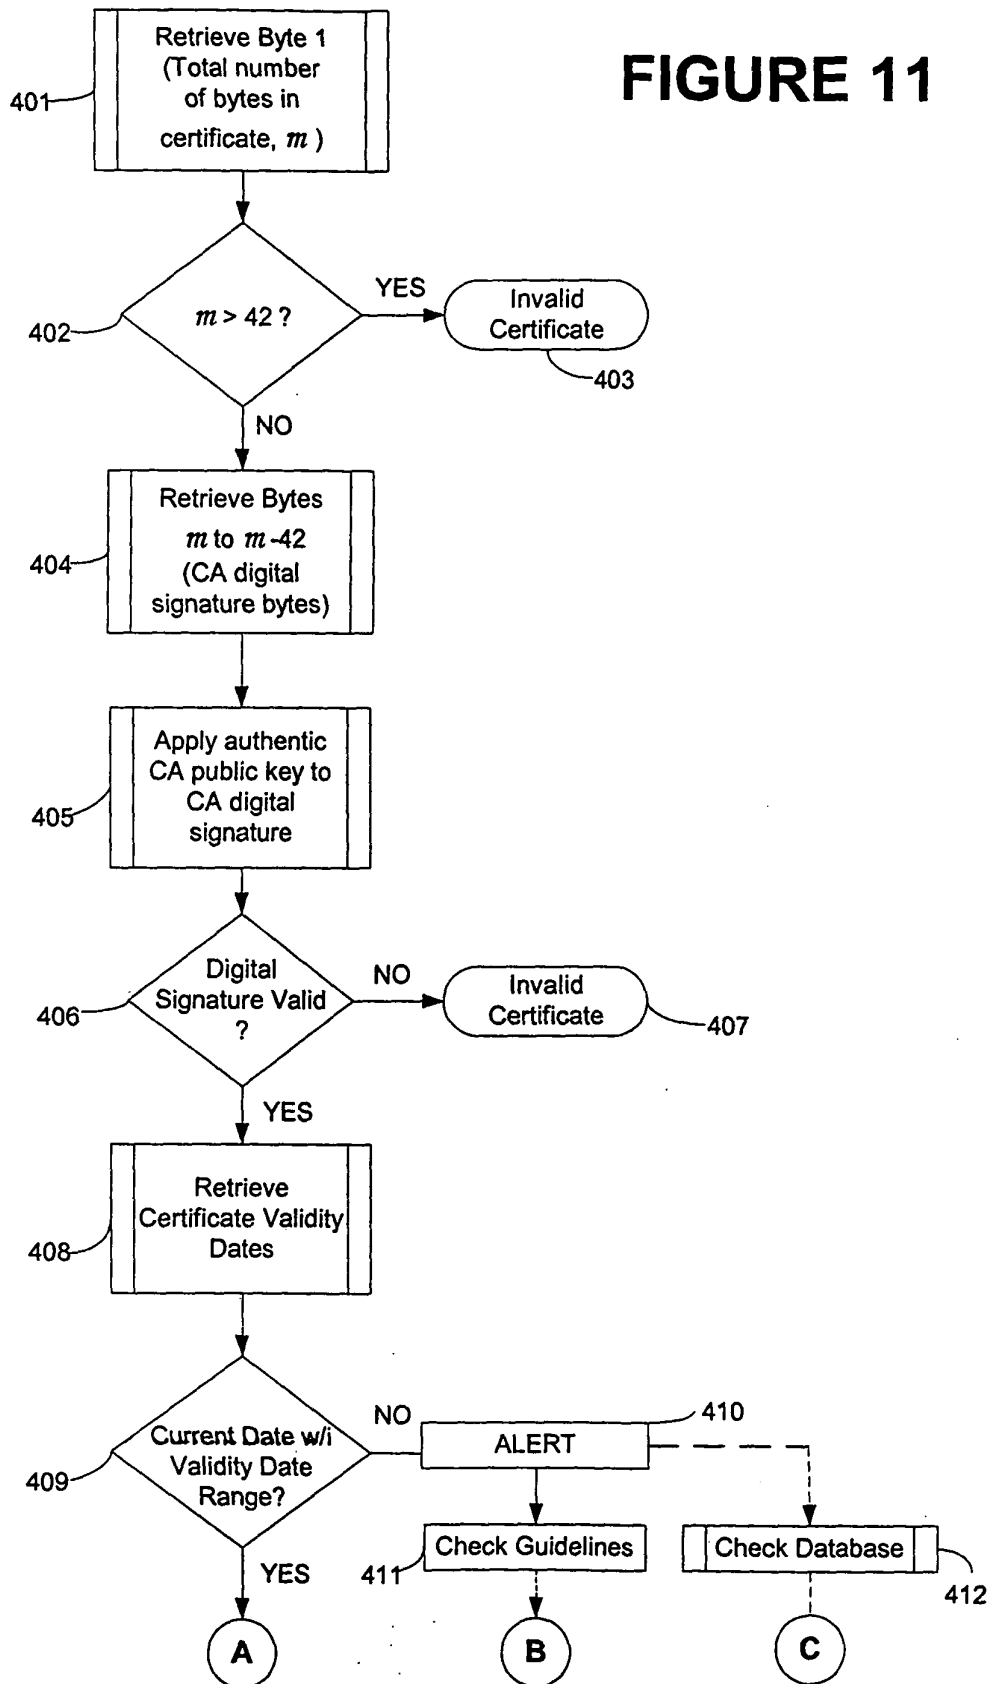 FIGURE 11
Retrieve Byte 1
(Total number
of bytes in
certificate, m )
401
m > 42 ?
402
YES
Invalid
Certificate
403
NO
Retrieve Bytes
m to m-42
(CA digital
signature bytes)
404
Apply authentic
CA public key to
CA digital
signature
405
Digital
Signature Valid
?
406
NO
Invalid
Certificate
407
YES
Retrieve
Certificate Validity
Dates
408
Current Date w/i
Validity Date
Range?
409
NO
ALERT
410
Check Guidelines
411
Check Database
412
YES
A
B
C